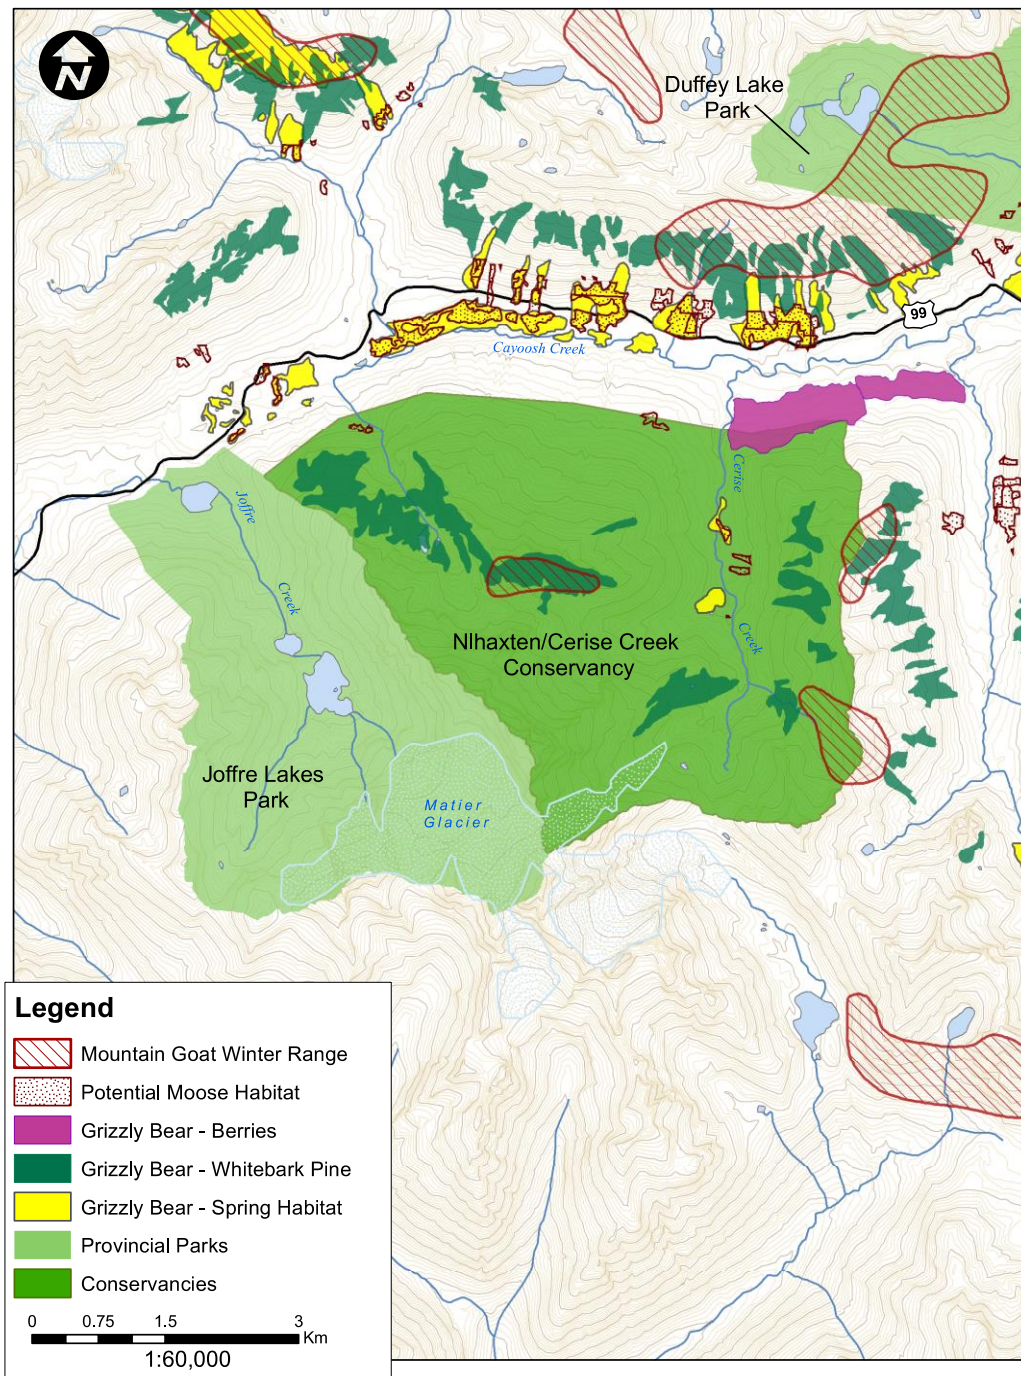 N
Duffey Lake
Park
99
Cayoosh Creek
Cerise
Joffre
Creek
Creek
Nlhaxten/Cerise Creek
Conservancy
Joffre Lakes
Park
Matier
Glacier
Legend
Mountain Goat Winter Range
Potential Moose Habitat
Grizzly Bear - Berries
Grizzly Bear - Whitebark Pine
Grizzly Bear - Spring Habitat
Provincial Parks
Conservancies
0 0.75 1.5 3
Km
1:60,000